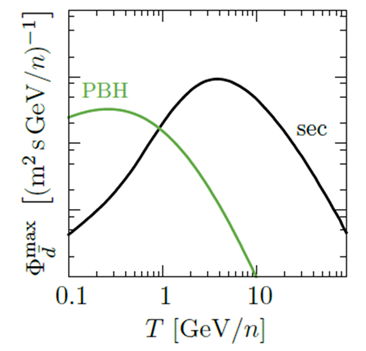 Φ_d̄^max [(m² s GeV/n)⁻¹]
PBH
sec
0.1 1 10
T [GeV/n]